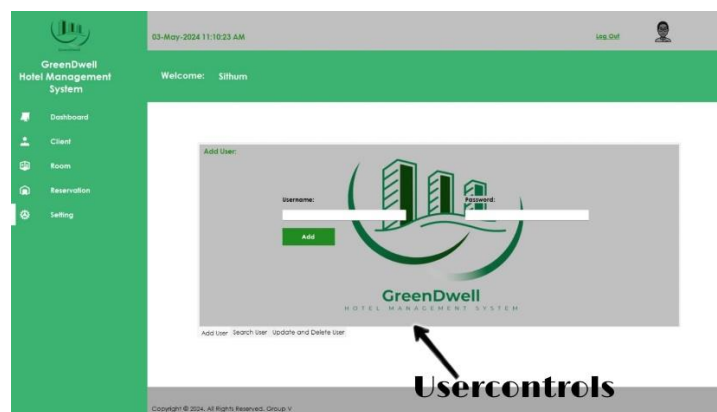 GreenDwell
Hotel Management
System
Dashboard
Client
Room
Reservation
Setting
03-May-2024 11:10:23 AM
Log Out
Welcome: Sithum
Add User:
Username:
Password:
Add
GreenDwell
HOTEL MANAGEMENT SYSTEM
Add User Search User Update and Delete User
Usercontrols
Copyright © 2024, All Rights Reserved. Group V